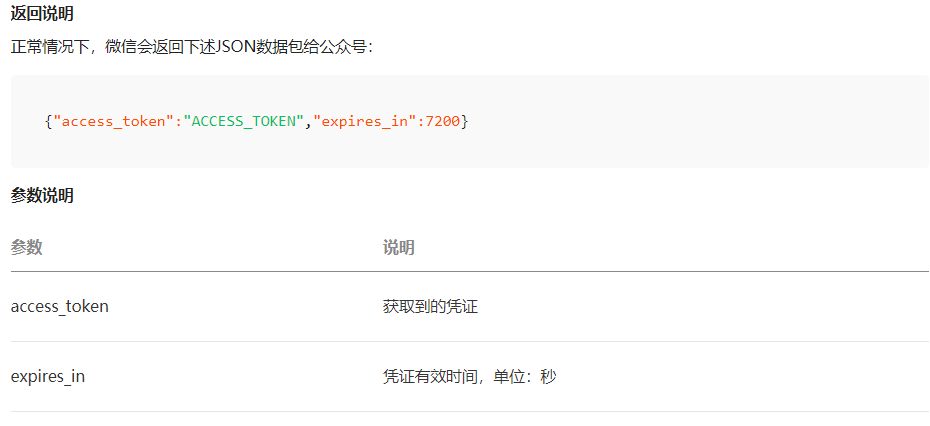 返回说明
正常情况下，微信会返回下述JSON数据包给公众号：
{"access_token":"ACCESS_TOKEN","expires_in":7200}
参数说明
参数 说明
access_token 获取到的凭证
expires_in 凭证有效时间，单位：秒